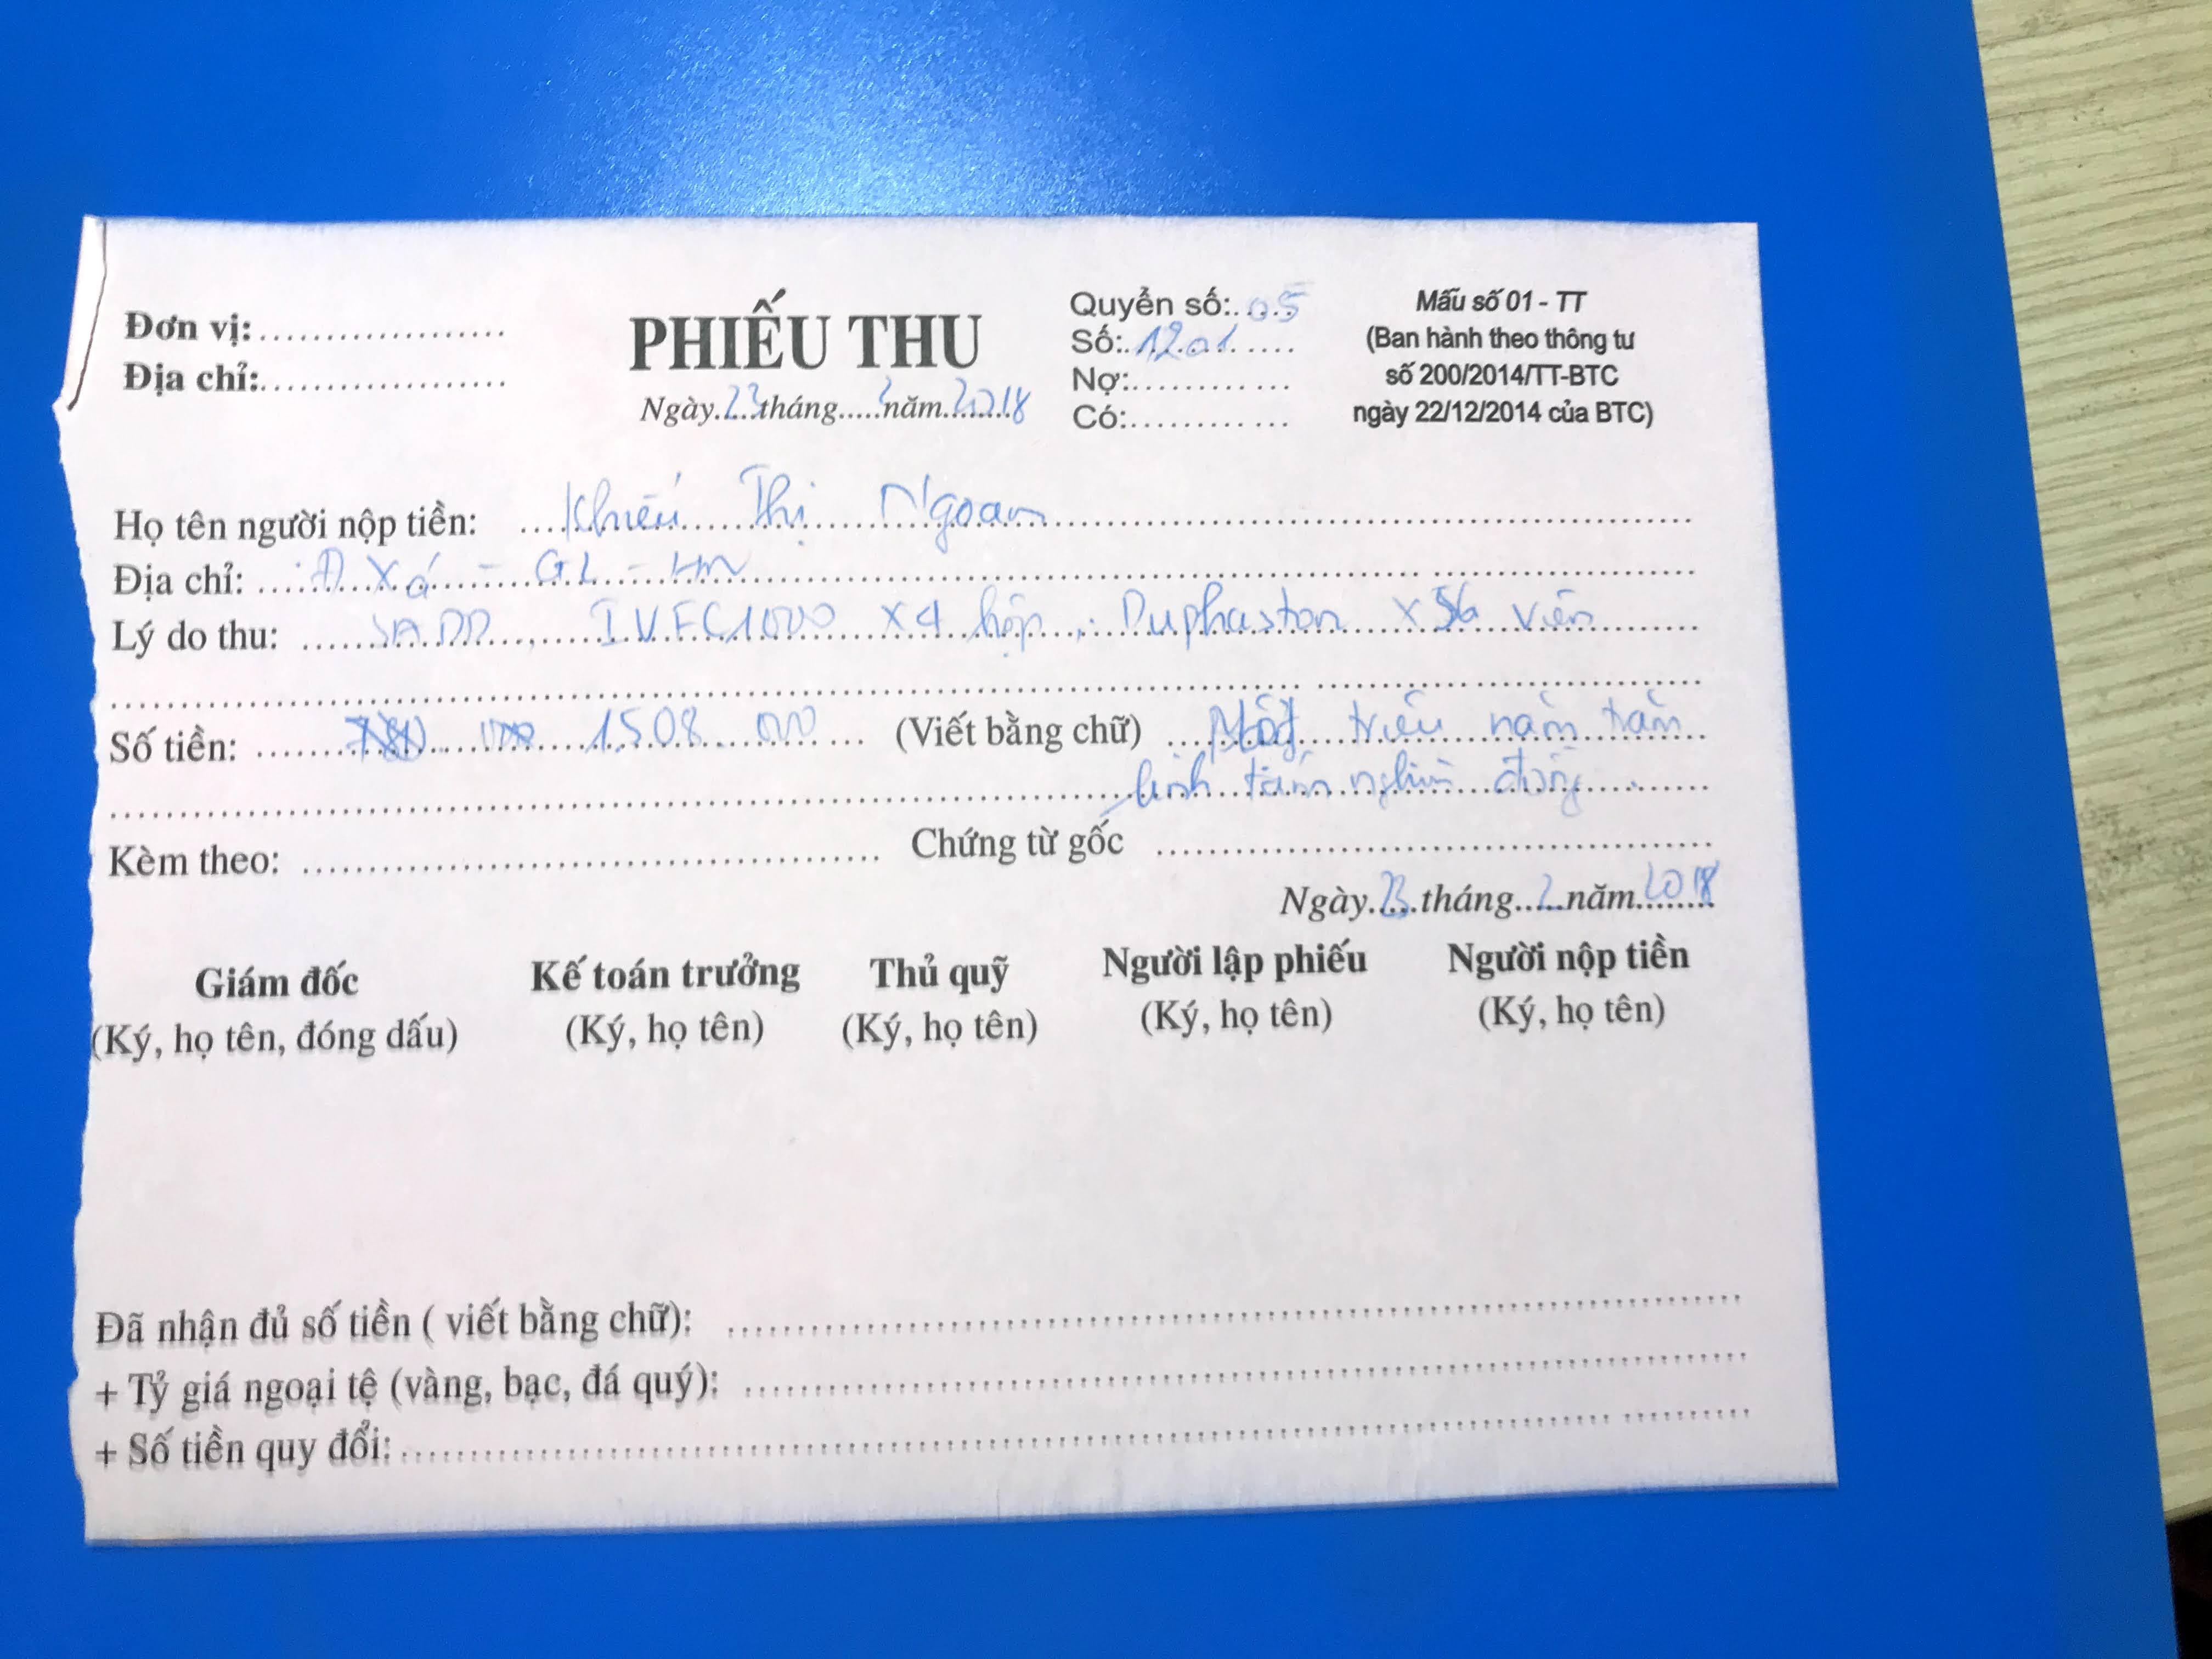 Đơn vị:....................
Địa chỉ:....................
PHIẾU THU
Ngày 23 tháng 2 năm 2018
Quyển số: 05
Số: 1201
Nợ:..............
Có:..............
Mẫu số 01 - TT
(Ban hành theo thông tư
số 200/2014/TT-BTC
ngày 22/12/2014 của BTC)
Họ tên người nộp tiền: Khiếu Thị Ngoan
Địa chỉ: Xá - GL - HN
Lý do thu: IVFC1000 x 4 hộp, Duphaston x 56 viên
Số tiền: 1.508.000 (Viết bằng chữ) Một triệu năm trăm
linh tám nghìn đồng
Kèm theo: .................... Chứng từ gốc ....................
Ngày 23 tháng 2 năm 2018
Giám đốc Kế toán trưởng Thủ quỹ Người lập phiếu Người nộp tiền
(Ký, họ tên, đóng dấu) (Ký, họ tên) (Ký, họ tên) (Ký, họ tên) (Ký, họ tên)
Đã nhận đủ số tiền ( viết bằng chữ): ....................
+ Tỷ giá ngoại tệ (vàng, bạc, đá quý): ....................
+ Số tiền quy đổi:....................